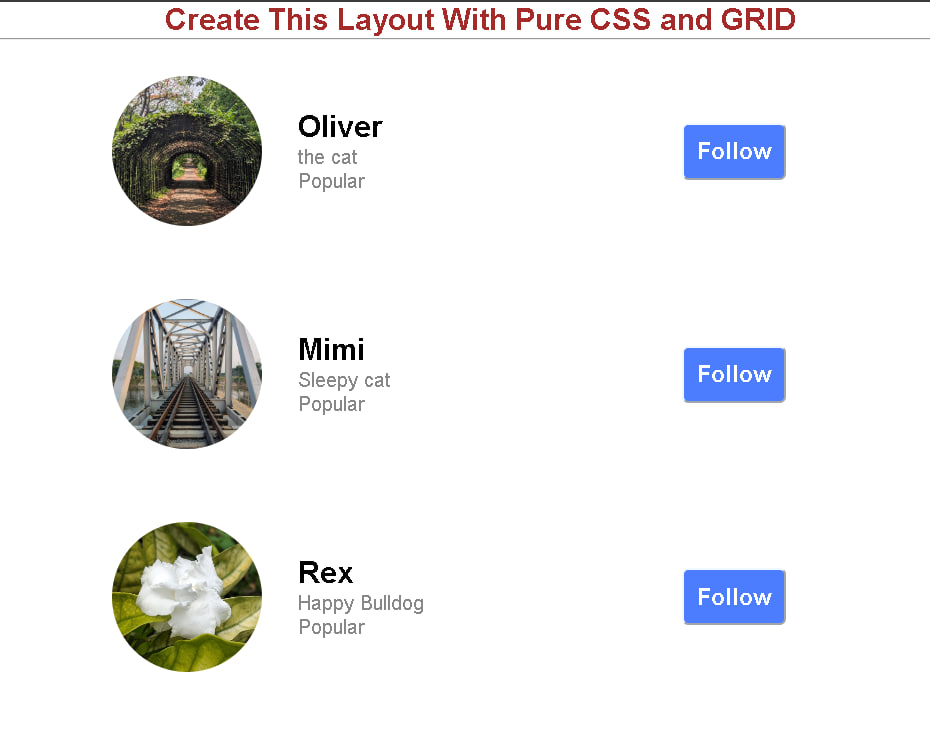 Create This Layout With Pure CSS and GRID
Oliver
the cat
Popular
Follow
Mimi
Sleepy cat
Popular
Follow
Rex
Happy Bulldog
Popular
Follow